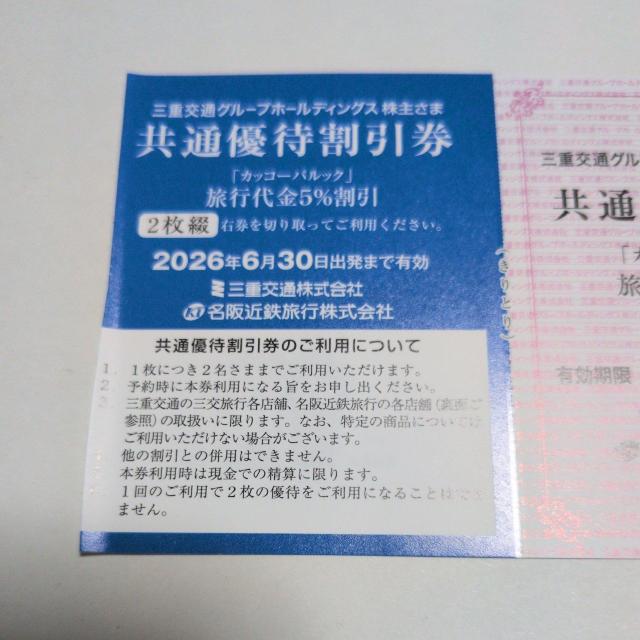 三重交通グループホールディングス 株主さま
共通優待割引券
「カッコーパルック」
旅行代金5%割引
2枚綴 右券を切り取ってご利用ください。
2026年6月30日出発まで有効
三重交通株式会社
名阪近鉄旅行株式会社
共通優待割引券のご利用について
1. 1枚につき2名さままでご利用いただけます。
2. 予約時に本券利用になる旨をお申し出ください。
3. 三重交通の三交旅行各店舗、名阪近鉄旅行の各店舗(裏面ご
参照)の取扱いに限ります。なお、特定の商品については
ご利用いただけない場合がございます。
他の割引との併用はできません。
本券利用時は現金での精算に限ります。
1回のご利用で2枚の優待をご利用になることはでき
ません。
(きりとり)
三重交通グル
共通
「カ
旅
有効期限